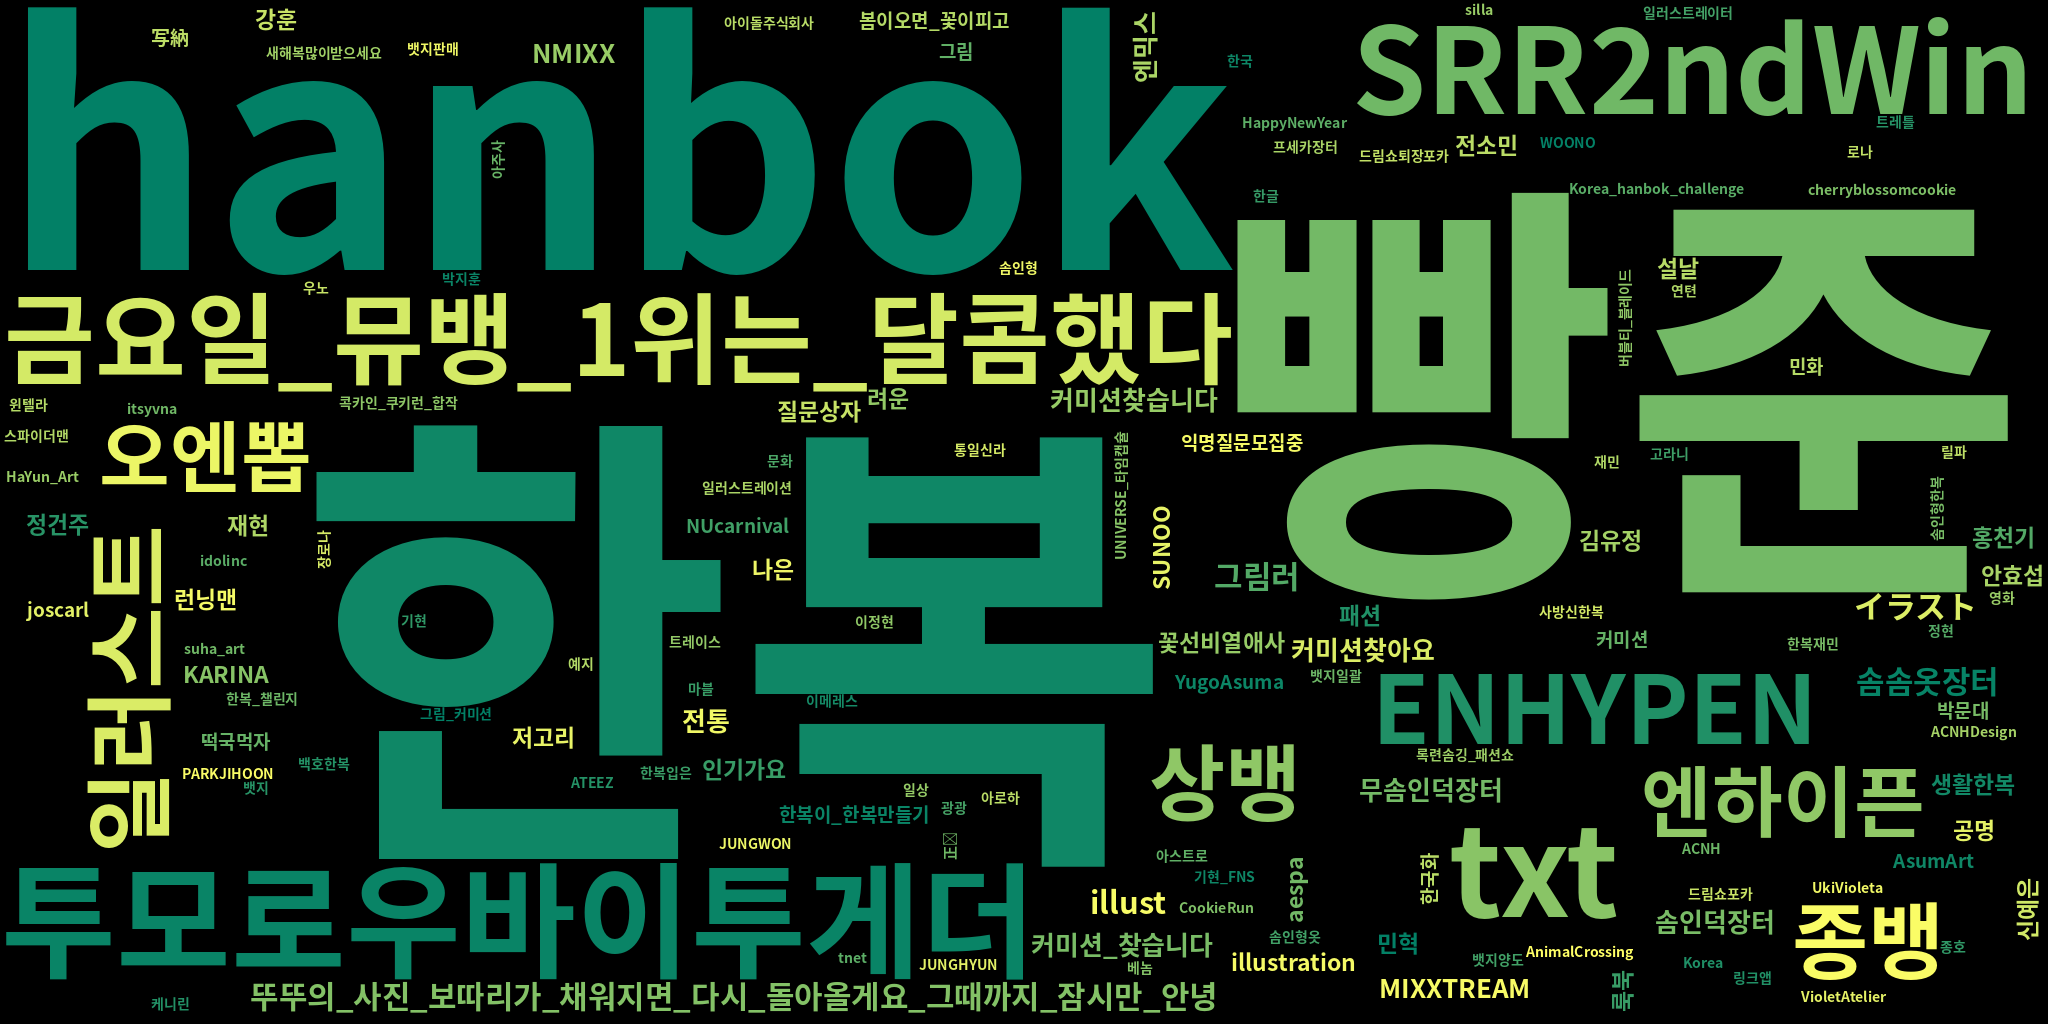 hanbok
SRR2ndWin
写納
강훈
새해복많이받으세요
뱃지판매
NMIXX
아이돌주식회사
봄이오면_꽃이피고
그림
엔믹스
한국
silla
일러스트레이터
HappyNewYear
프세카장터
드림쇼퇴장포카
전소민
WOONO
트레틀
로나
아주사
한글
Korea_hanbok_challenge
cherryblossomcookie
빵준
우노
박지훈
솜인형
설날
연텬
버블티_블레이드
민화
금요일_뮤뱅_1위는_달콤했다
윈텔라
itsyvna
콕카인_쿠키런_합작
질문상자
려운
커미션찾습니다
스파이더맨
오엔뽑
HaYun_Art
한복
통일신라
문화
일러스트레이션
NUcarnival
UNIVERSE_타임캡슐
익명질문모집중
재민
고라니
릴파
솜인형한복
정건주
재현
장로나
idolinc
나은
SUNOO
김유정
홍천기
그림러
안효섭
영화
joscarl
런닝맨
일러스트
기현
이정현
패션
사방신한복
イラスト
정현
suha_art
KARINA
예지
트레이스
꽃선비열애사
커미션찾아요
커미션
한복재민
한복_챌린지
마블
이메레스
YugoAsuma
뱃지일괄
ENHYPEN
솜솜옷장터
박문대
ACNHDesign
그림_커미션
저고리
전통
떡국먹자
PARKJIHOON
뱃지
백호한복
ATEEZ
한복입은
인기가요
상뱅
록련솜깅_패션쇼
무솜인덕장터
엔하이픈
생활한복
일상
아로하
광광
한복이_한복만들기
공명
JUNGWON
txt
ACNH
AsumArt
아스트로
기현_FNS
aespa
한국화
투모로우바이투게더
illust
CookieRun
드림쇼포카
UkiVioleta
신예은
솜인덕장터
종뱅
커미션_찾습니다
솜인형옷
민혁
종호
tnet
JUNGHYUN
베놈
illustration
뱃지양도
AnimalCrossing
Korea
링크앱
케니린
뚜뚜의_사진_보따리가_채워지면_다시_돌아올게요_그때까지_잠시만_안녕
MIXXTREAM
룩북
VioletAtelier